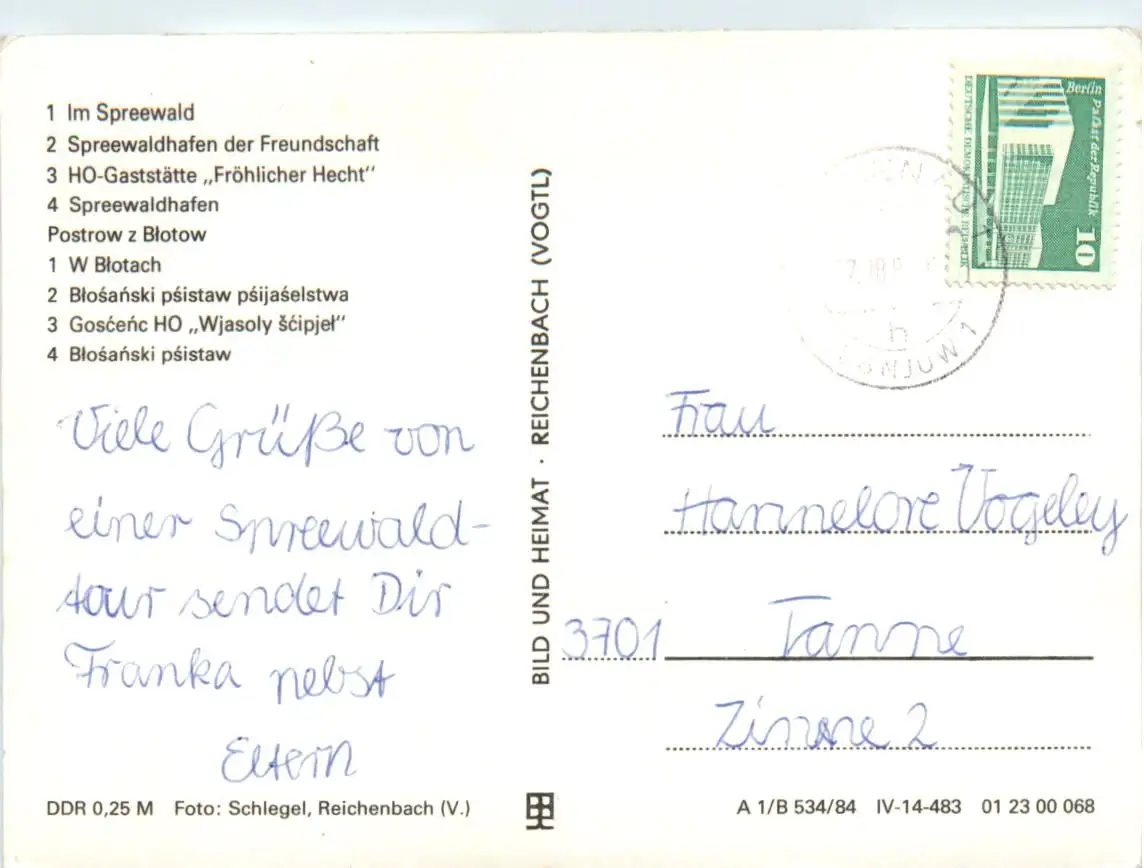 1 Im Spreewald
2 Spreewaldhafen der Freundschaft
3 HO-Gaststätte „Fröhlicher Hecht“
4 Spreewaldhafen
Postrow z Błotow
1 W Błotach
2 Błośański pśistaw pśijaśelstwa
3 Gosćeńc HO „Wjasoly šćipjeł“
4 Błośański pśistaw
Viele Grüße von
einer Spreewald-
tour sendet Dir
Franka nebst
Eltern
DDR 0,25 M Foto: Schlegel, Reichenbach (V.)
BILD UND HEIMAT · REICHENBACH (VOGTL)
Berlin
Palast der Republik
DEUTSCHE DEMOKRATISCHE REPUBLIK
10
h
Frau
Hannelore Vogeley
3701 Tanne
Zinne 2
A 1/B 534/84 IV-14-483 01 23 00 068